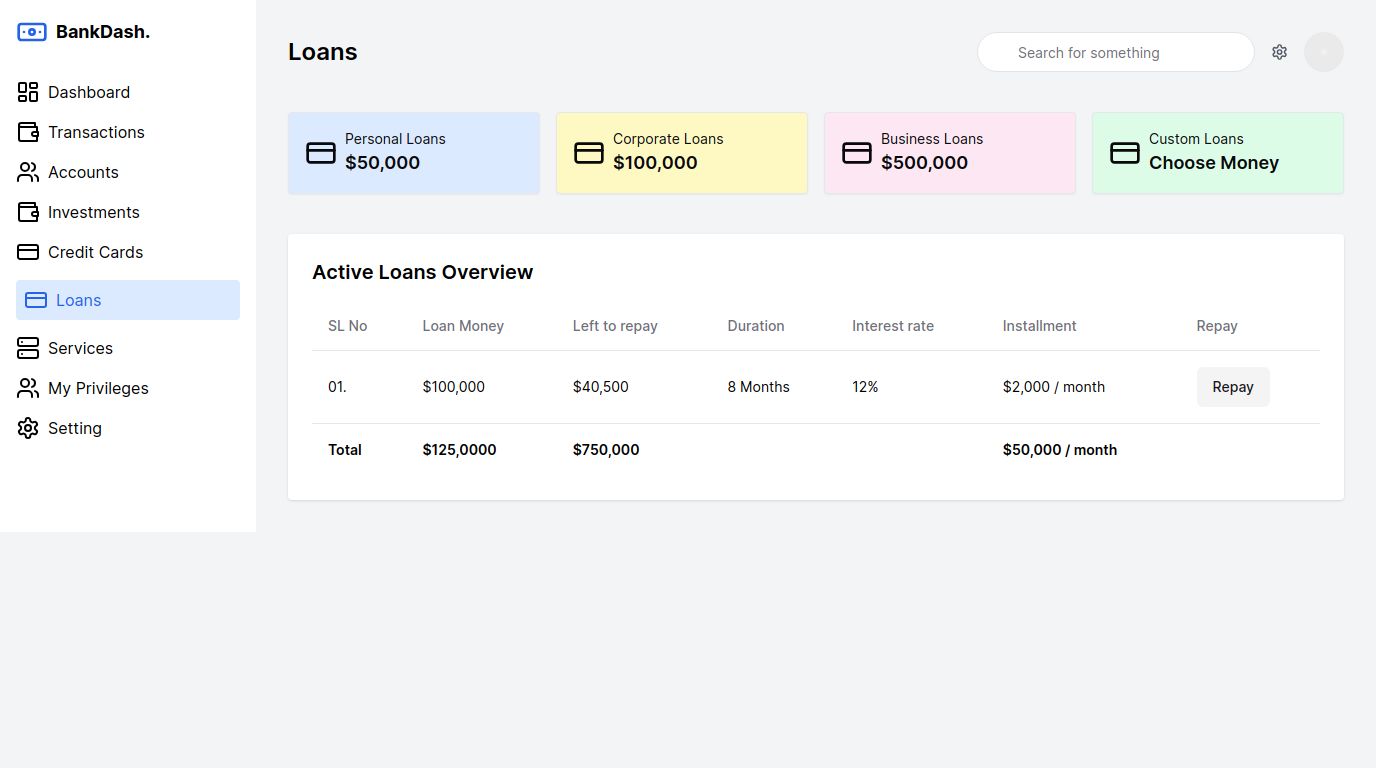 BankDash.
Dashboard
Transactions
Accounts
Investments
Credit Cards
Loans
Services
My Privileges
Setting
Loans
Search for something
Personal Loans
$50,000
Corporate Loans
$100,000
Business Loans
$500,000
Custom Loans
Choose Money
Active Loans Overview
SL No Loan Money Left to repay Duration Interest rate Installment Repay
01. $100,000 $40,500 8 Months 12% $2,000 / month Repay
Total $125,0000 $750,000 $50,000 / month